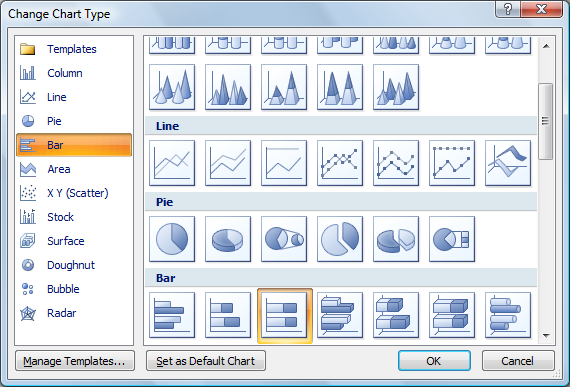 Change Chart Type
Templates
Column
Line
Pie
Bar
Area
X Y (Scatter)
Stock
Surface
Doughnut
Bubble
Radar
Line
Pie
Bar
Manage Templates...
Set as Default Chart
OK
Cancel